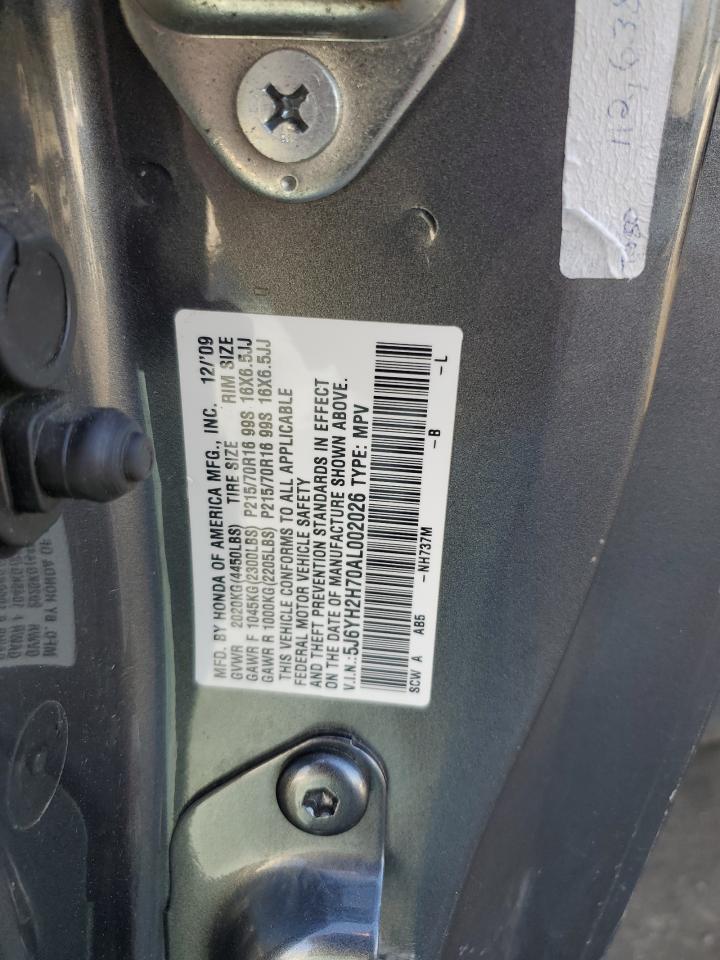 MFD. BY HONDA OF AMERICA MFG., INC. 12/'09
GVWR 2020KG(4450LBS) TIRE SIZE RIM SIZE
GAWR F 1045KG(2300LBS) P215/70R16 99S 16X6.5JJ
GAWR R 1000KG(2205LBS) P215/70R16 99S 16X6.5JJ
THIS VEHICLE CONFORMS TO ALL APPLICABLE
FEDERAL MOTOR VEHICLE SAFETY
AND THEFT PREVENTION STANDARDS IN EFFECT
ON THE DATE OF MANUFACTURE SHOWN ABOVE.
V.I.N.:5J6YH2H70AL002026 TYPE: MPV
SCW A AB5 -NH737M -B -L